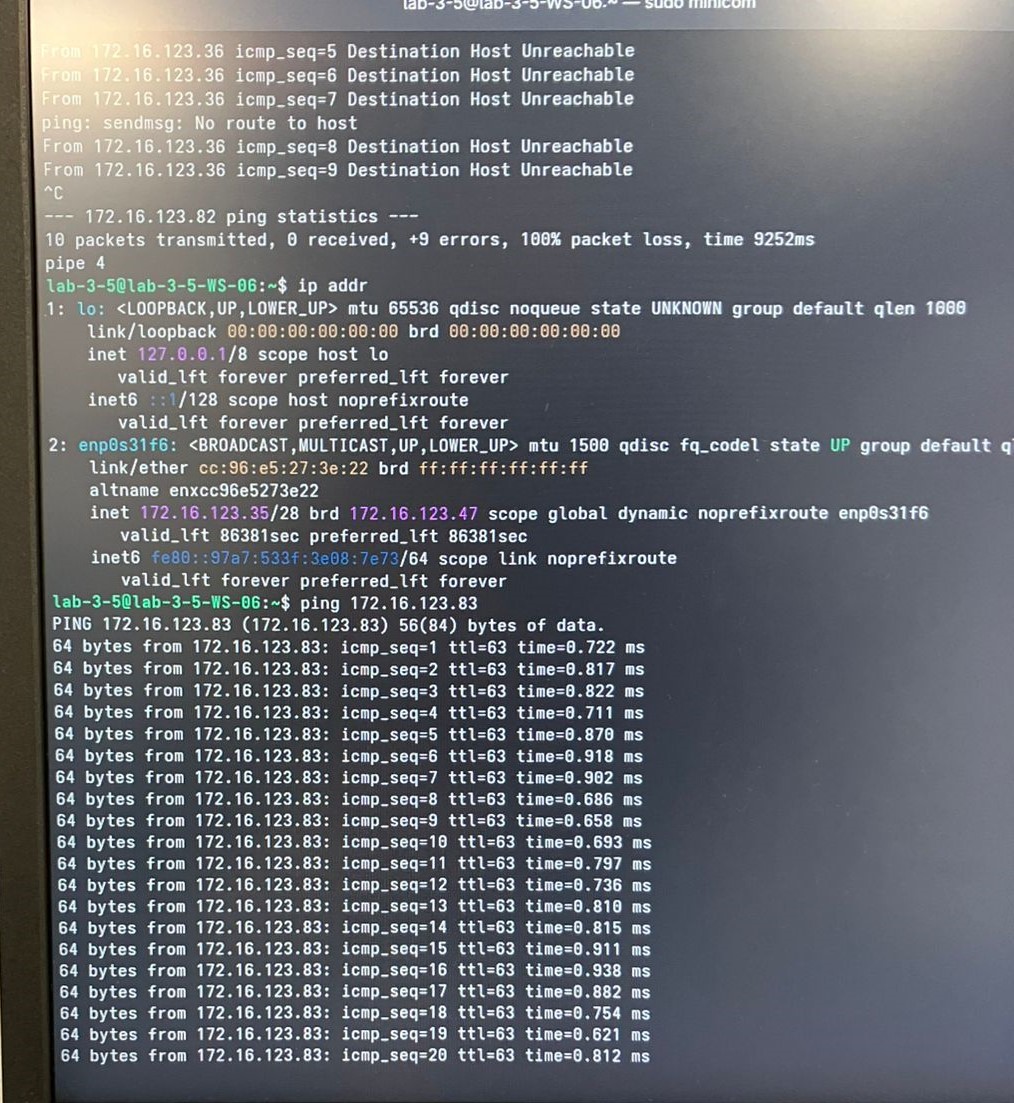 lab-3-5@lab-3-5-WS-06:~ — sudo minicom
From 172.16.123.36 icmp_seq=5 Destination Host Unreachable
From 172.16.123.36 icmp_seq=6 Destination Host Unreachable
From 172.16.123.36 icmp_seq=7 Destination Host Unreachable
ping: sendmsg: No route to host
From 172.16.123.36 icmp_seq=8 Destination Host Unreachable
From 172.16.123.36 icmp_seq=9 Destination Host Unreachable
^C
--- 172.16.123.82 ping statistics ---
10 packets transmitted, 0 received, +9 errors, 100% packet loss, time 9252ms
pipe 4
lab-3-5@lab-3-5-WS-06:~$ ip addr
1: lo: <LOOPBACK,UP,LOWER_UP> mtu 65536 qdisc noqueue state UNKNOWN group default qlen 1000
link/loopback 00:00:00:00:00:00 brd 00:00:00:00:00:00
inet 127.0.0.1/8 scope host lo
valid_lft forever preferred_lft forever
inet6 ::1/128 scope host noprefixroute
valid_lft forever preferred_lft forever
2: enp0s31f6: <BROADCAST,MULTICAST,UP,LOWER_UP> mtu 1500 qdisc fq_codel state UP group default
link/ether cc:96:e5:27:3e:22 brd ff:ff:ff:ff:ff:ff
altname enxcc96e5273e22
inet 172.16.123.35/28 brd 172.16.123.47 scope global dynamic noprefixroute enp0s31f6
valid_lft 86381sec preferred_lft 86381sec
inet6 fe80::97a7:533f:3e08:7e73/64 scope link noprefixroute
valid_lft forever preferred_lft forever
lab-3-5@lab-3-5-WS-06:~$ ping 172.16.123.83
PING 172.16.123.83 (172.16.123.83) 56(84) bytes of data.
64 bytes from 172.16.123.83: icmp_seq=1 ttl=63 time=0.722 ms
64 bytes from 172.16.123.83: icmp_seq=2 ttl=63 time=0.817 ms
64 bytes from 172.16.123.83: icmp_seq=3 ttl=63 time=0.822 ms
64 bytes from 172.16.123.83: icmp_seq=4 ttl=63 time=0.711 ms
64 bytes from 172.16.123.83: icmp_seq=5 ttl=63 time=0.870 ms
64 bytes from 172.16.123.83: icmp_seq=6 ttl=63 time=0.918 ms
64 bytes from 172.16.123.83: icmp_seq=7 ttl=63 time=0.902 ms
64 bytes from 172.16.123.83: icmp_seq=8 ttl=63 time=0.686 ms
64 bytes from 172.16.123.83: icmp_seq=9 ttl=63 time=0.658 ms
64 bytes from 172.16.123.83: icmp_seq=10 ttl=63 time=0.693 ms
64 bytes from 172.16.123.83: icmp_seq=11 ttl=63 time=0.797 ms
64 bytes from 172.16.123.83: icmp_seq=12 ttl=63 time=0.736 ms
64 bytes from 172.16.123.83: icmp_seq=13 ttl=63 time=0.810 ms
64 bytes from 172.16.123.83: icmp_seq=14 ttl=63 time=0.815 ms
64 bytes from 172.16.123.83: icmp_seq=15 ttl=63 time=0.911 ms
64 bytes from 172.16.123.83: icmp_seq=16 ttl=63 time=0.938 ms
64 bytes from 172.16.123.83: icmp_seq=17 ttl=63 time=0.882 ms
64 bytes from 172.16.123.83: icmp_seq=18 ttl=63 time=0.754 ms
64 bytes from 172.16.123.83: icmp_seq=19 ttl=63 time=0.621 ms
64 bytes from 172.16.123.83: icmp_seq=20 ttl=63 time=0.812 ms